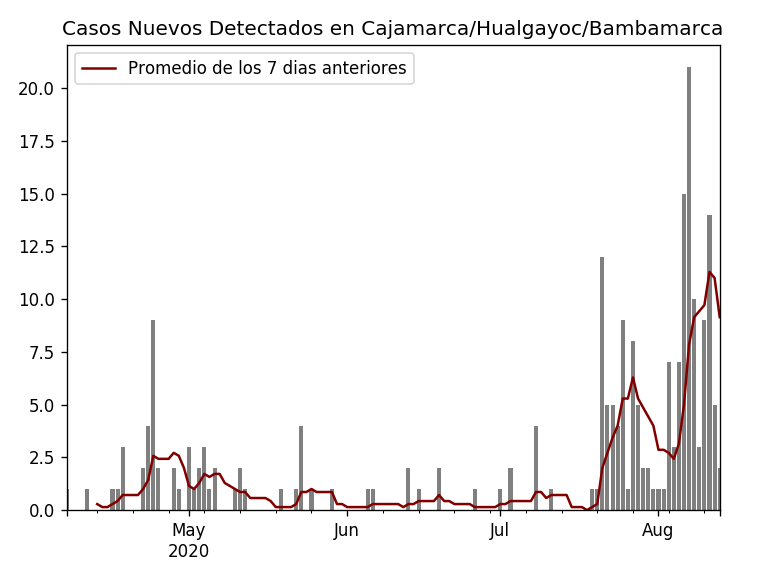 Casos Nuevos Detectados en Cajamarca/Hualgayoc/Bambamarca
Promedio de los 7 dias anteriores
20.0
17.5
15.0
12.5
10.0
7.5
5.0
2.5
0.0
May
2020
Jun
Jul
Aug